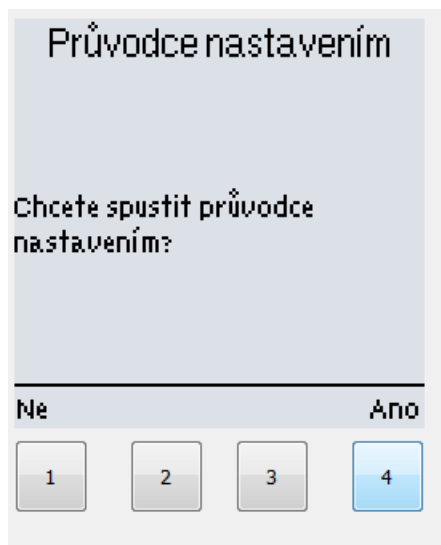 Průvodce nastavením
Chcete spustit průvodce
nastavením?
Ne Ano
1 2 3 4